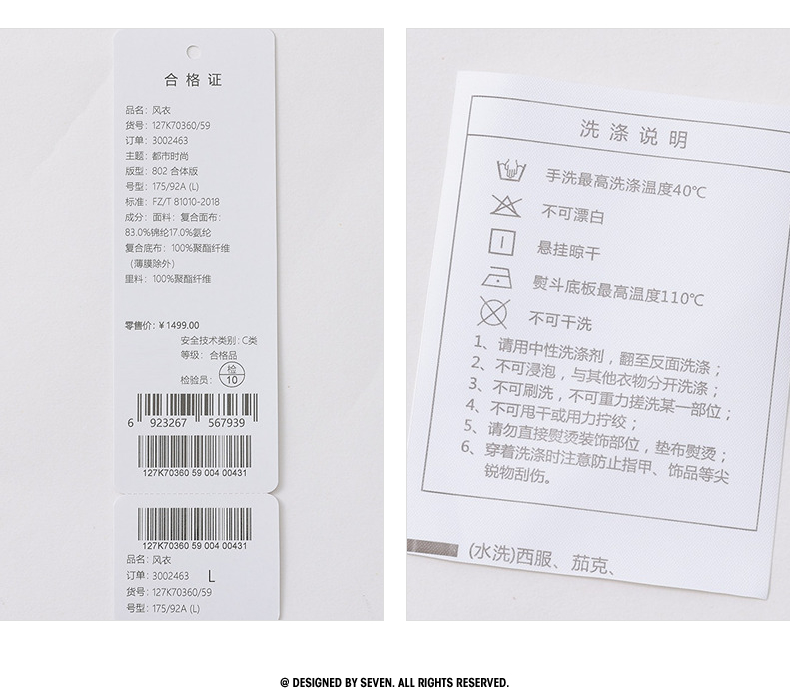 合格证
品名：风衣
货号：127K70360/59
订单：3002463
主题：都市时尚
版型：802 合体版
号型：175/92A (L)
标准：FZ/T 81010-2018
成分：面料：复合面布：
83.0%锦纶17.0%氨纶
复合底布：100%聚酯纤维
（薄膜除外）
里料：100%聚酯纤维
零售价：¥1499.00
安全技术类别：C类
等级：合格品
检验员：
检
10
6 923267 567939
127K70360 59 004 00431
127K70360 59 004 00431
品名：风衣
订单：3002463 L
货号：127K70360/59
号型：175/92A (L)
洗涤说明
手洗最高洗涤温度40℃
不可漂白
悬挂晾干
熨斗底板最高温度110℃
不可干洗
1、请用中性洗涤剂，翻至反面洗涤；
2、不可浸泡，与其他衣物分开洗涤；
3、不可刷洗，不可重力搓洗某一部位；
4、不可甩干或用力拧绞；
5、请勿直接熨烫装饰部位，垫布熨烫；
6、穿着洗涤时注意防止指甲、饰品等尖
锐物刮伤。
(水洗)西服、茄克、
@ DESIGNED BY SEVEN. ALL RIGHTS RESERVED.